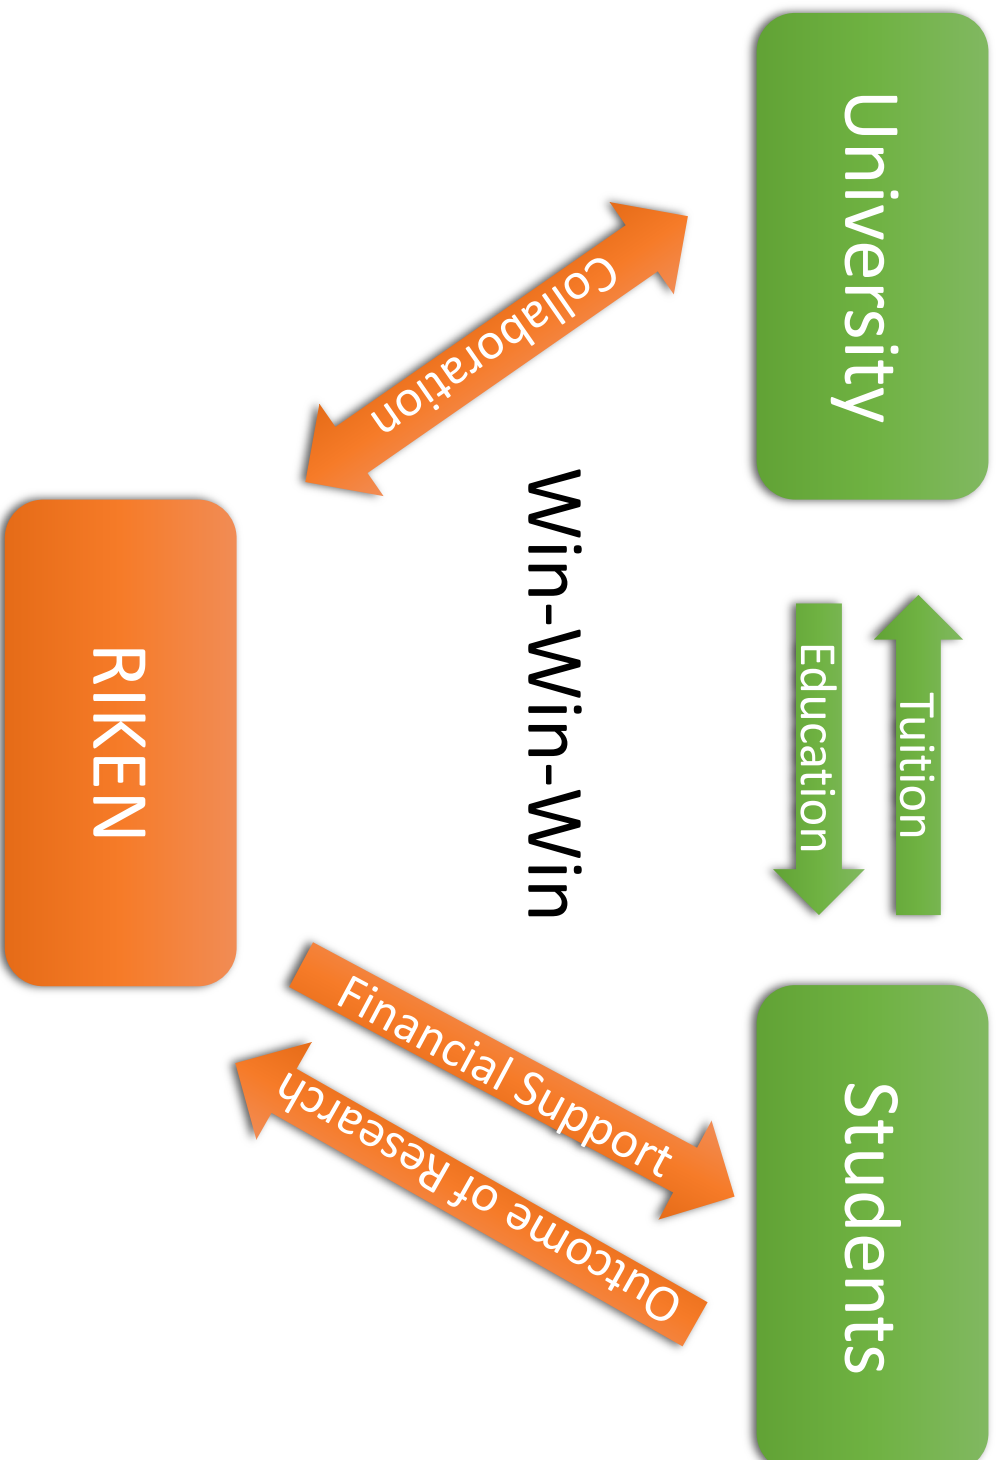 University
Tuition
Education
Students
Collaboration
Win-Win-Win
Financial Support
Outcome of Research
RIKEN